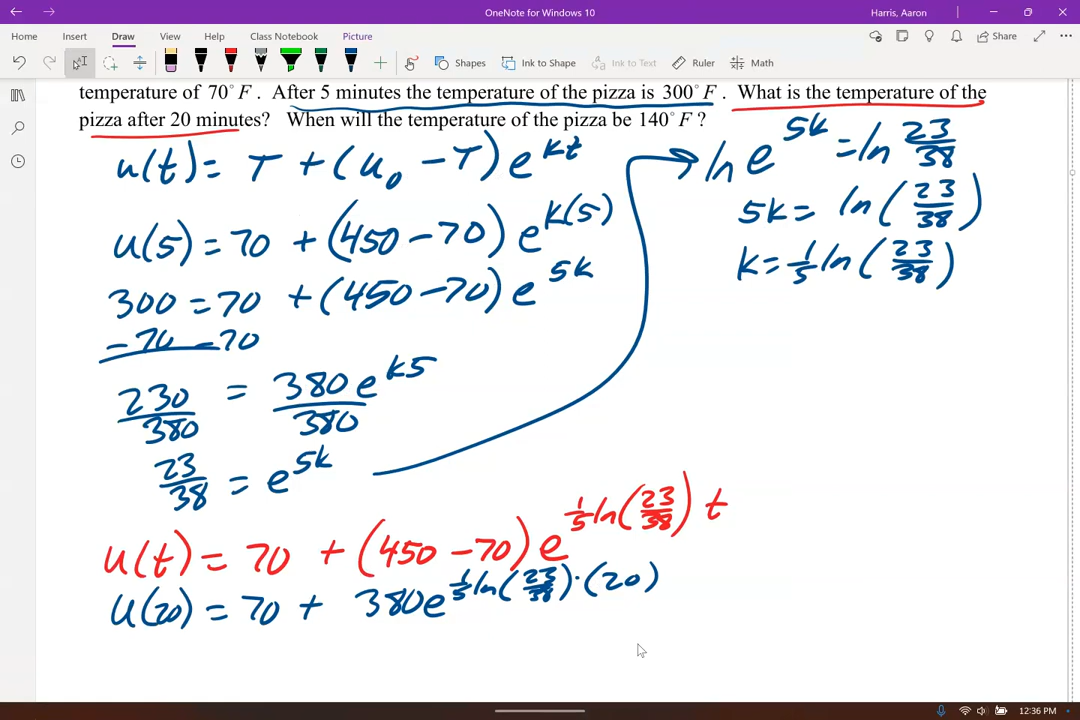 OneNote for Windows 10
Harris, Aaron
Home Insert Draw View Help Class Notebook Picture
Share
Shapes Ink to Shape Ink to Text Ruler Math
temperature of 70°F . After 5 minutes the temperature of the pizza is 300°F . What is the temperature of the
pizza after 20 minutes? When will the temperature of the pizza be 140°F ?
u(t) = T + (u₀ - T) e^{kt}
u(5) = 70 + (450 - 70) e^{k(5)}
300 = 70 + (450 - 70) e^{5k}
-70 -70
230/380 = 380e^{k5}/380
23/38 = e^{5k}
ln e^{5k} = ln 23/38
5k = ln(23/38)
k = 1/5 ln(23/38)
u(t) = 70 + (450 - 70) e^{1/5 ln(23/38) t}
u(20) = 70 + 380e^{1/5 ln(23/38)·(20)}
12:36 PM